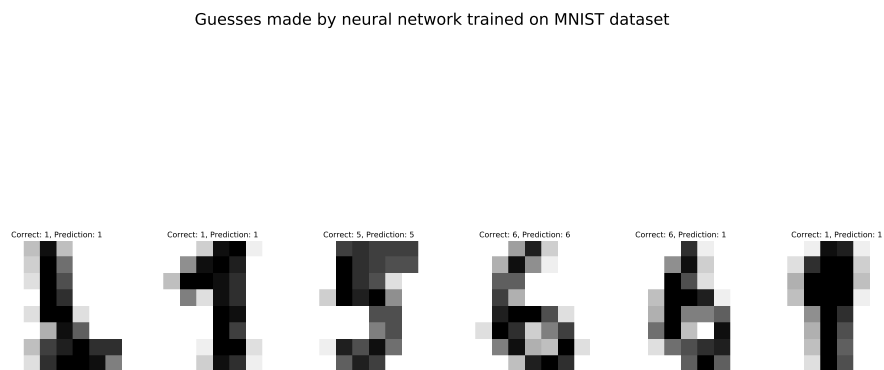 Guesses made by neural network trained on MNIST dataset
Correct: 1, Prediction: 1
Correct: 1, Prediction: 1
Correct: 5, Prediction: 5
Correct: 6, Prediction: 6
Correct: 6, Prediction: 1
Correct: 1, Prediction: 1